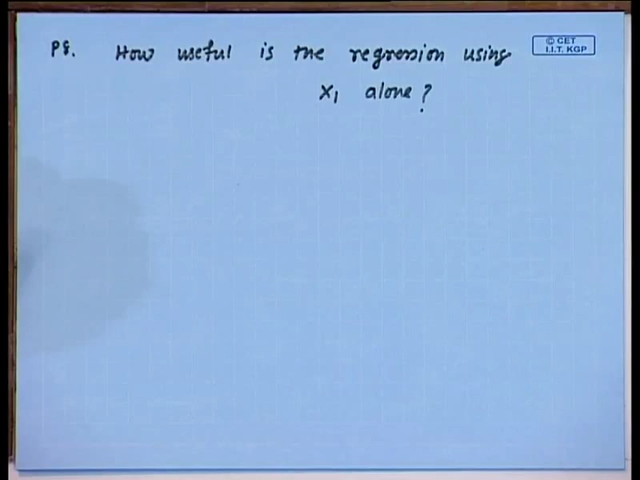 P8. How useful is the regression using
X1 alone?
© CET
I.I.T. KGP